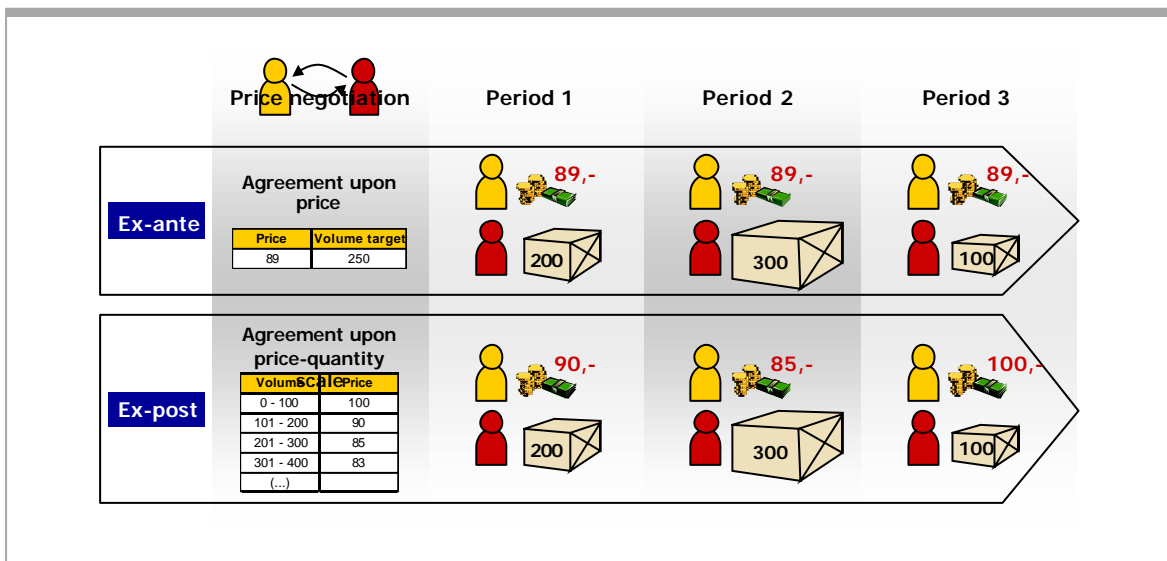 Price negotiation
Period 1
Period 2
Period 3
Ex-ante
Agreement upon
price
Price Volume target
89 250
89,-
200
89,-
300
89,-
100
Ex-post
Agreement upon
price-quantity
scale
Volume Price
0 - 100 100
101 - 200 90
201 - 300 85
301 - 400 83
(...)
90,-
200
85,-
300
100,-
100